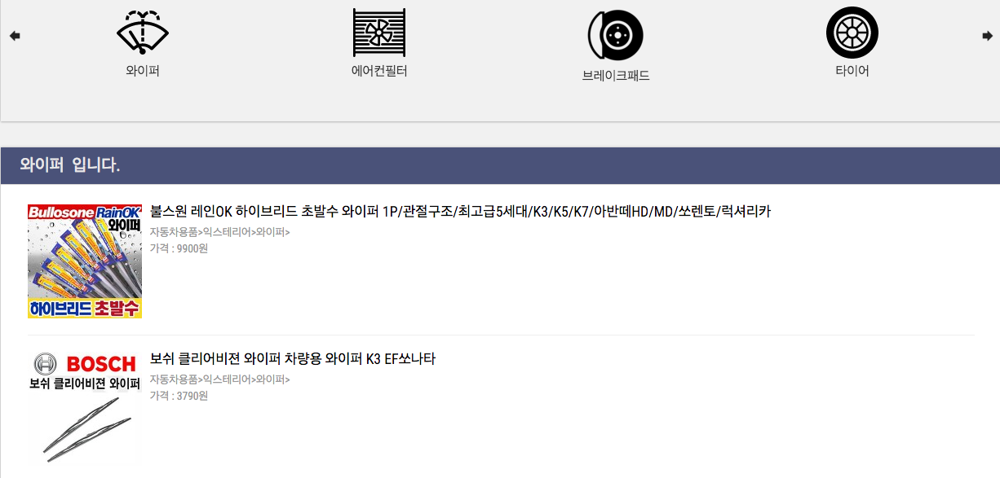 와이퍼
에어컨필터
브레이크패드
타이어
와이퍼 입니다.
Bullosone RainOK
와이퍼
하이브리드 초발수
불스원 레인OK 하이브리드 초발수 와이퍼 1P/관절구조/최고급5세대/K3/K5/K7/아반떼HD/MD/쏘렌토/럭셔리카
자동차용품>익스테리어>와이퍼>
가격 : 9900원
BOSCH
보쉬 클리어비젼 와이퍼
보쉬 클리어비젼 와이퍼 차량용 와이퍼 K3 EF쏘나타
자동차용품>익스테리어>와이퍼>
가격 : 3790원